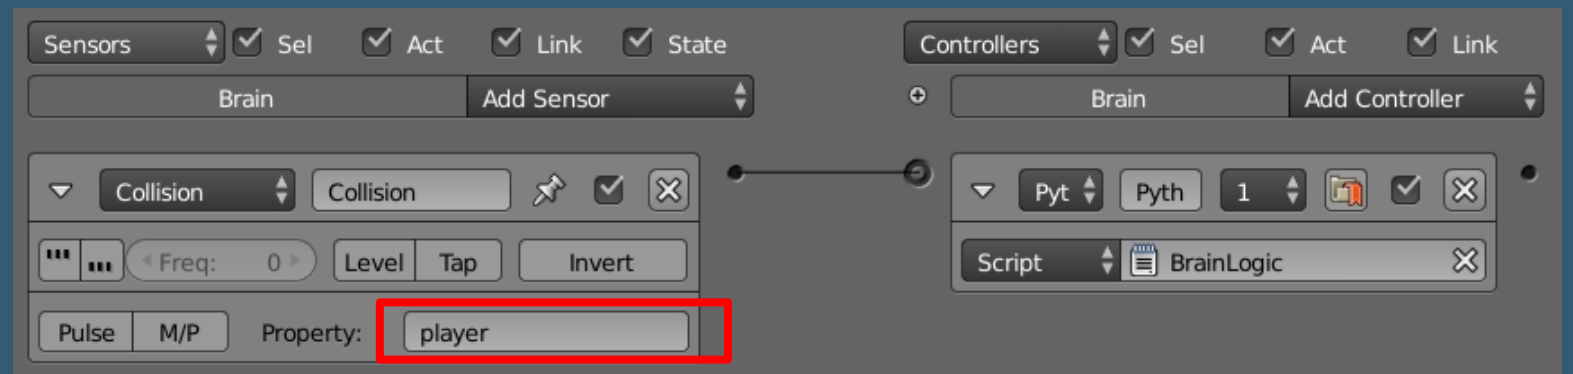 Sensors Sel Act Link State Controllers Sel Act Link
Brain Add Sensor Brain Add Controller
Collision Collision Pyt Pyth 1
Freq: 0 Level Tap Invert Script BrainLogic
Pulse M/P Property: player